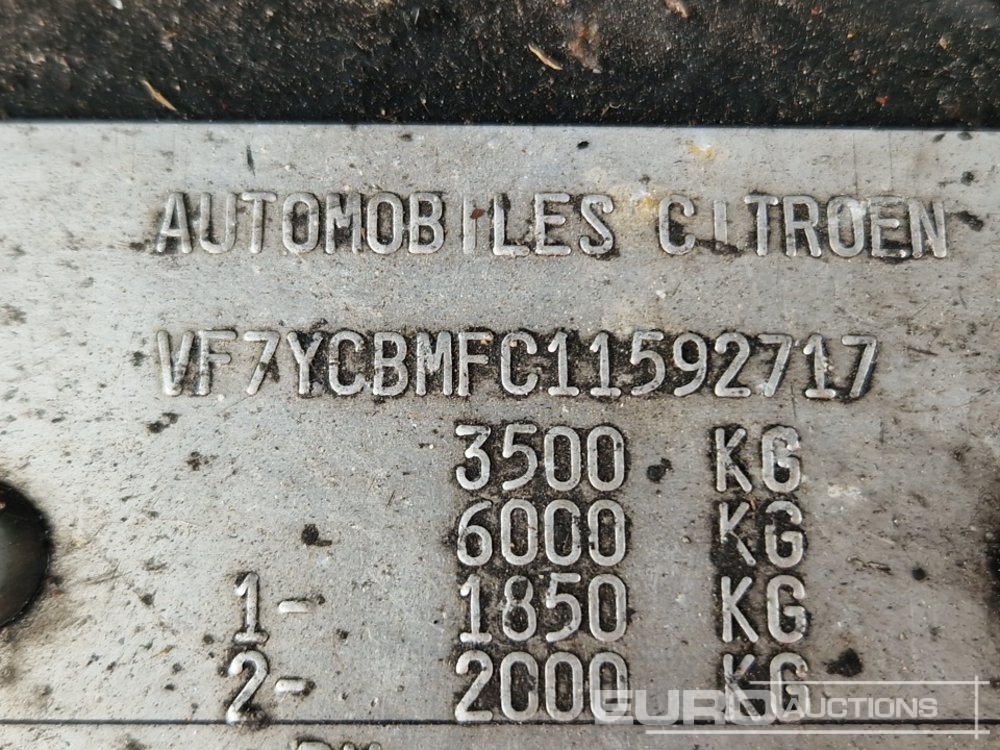 AUTOMOBILES CITROEN
VF7YCBMFC11592717
3500 KG
6000 KG
1- 1850 KG
2- 2000 KG
EURO AUCTIONS